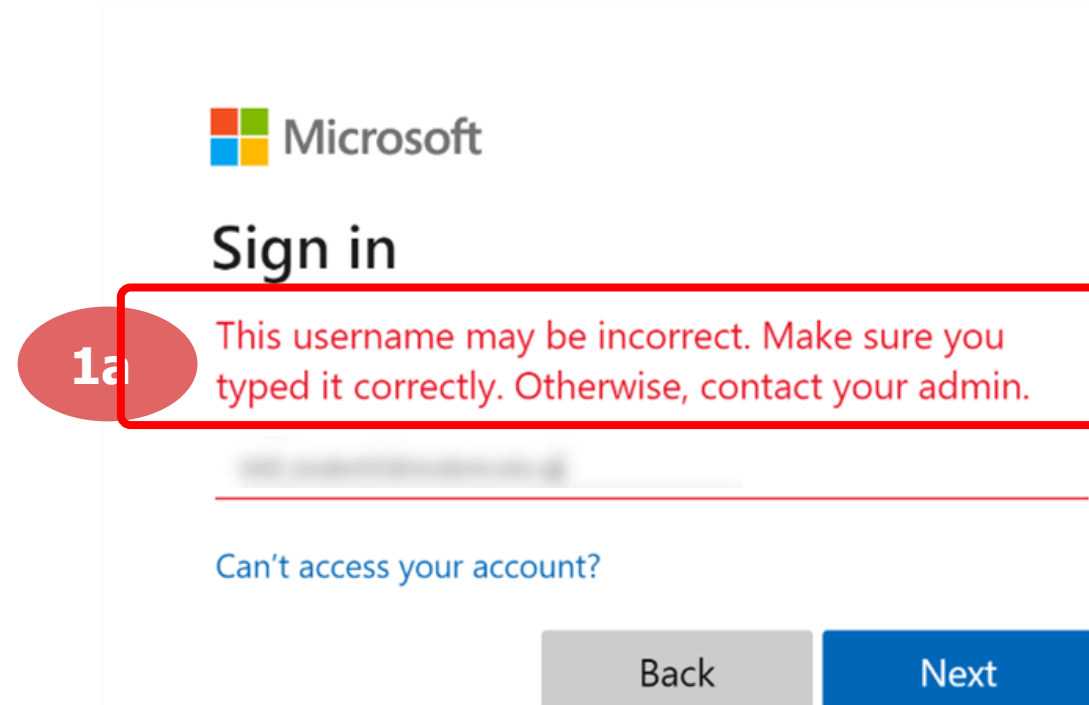 Microsoft
Sign in
1a
This username may be incorrect. Make sure you
typed it correctly. Otherwise, contact your admin.
Can't access your account?
Back
Next